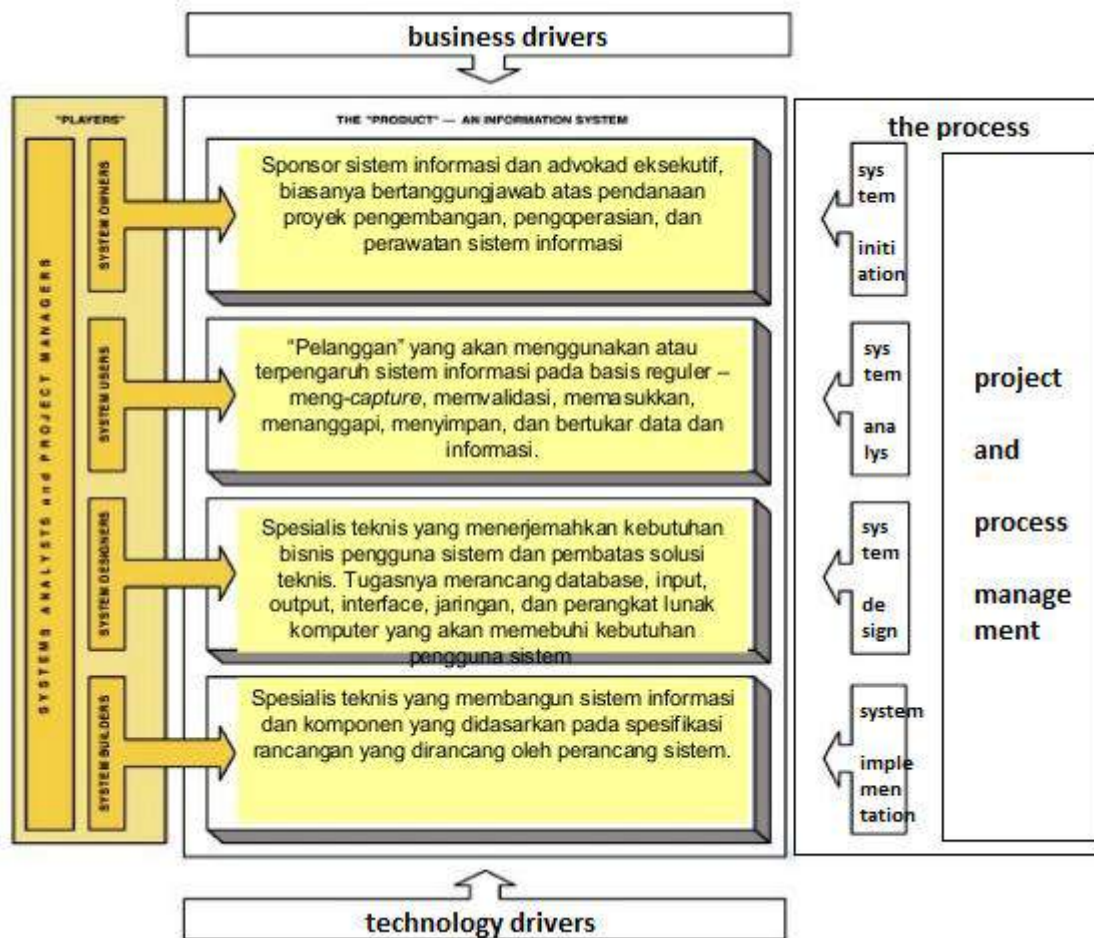 business drivers
"PLAYERS"
THE "PRODUCT" — AN INFORMATION SYSTEM
the process
SYSTEMS ANALYSTS and PROJECT MANAGERS
SYSTEM OWNERS
Sponsor sistem informasi dan advokad eksekutif,
biasanya bertanggungjawab atas pendanaan
proyek pengembangan, pengoperasian, dan
perawatan sistem informasi
sys
tem
initi
ation
SYSTEM USERS
“Pelanggan” yang akan menggunakan atau
terpengaruh sistem informasi pada basis reguler –
meng-capture, memvalidasi, memasukkan,
menanggapi, menyimpan, dan bertukar data dan
informasi.
sys
tem
ana
lys
SYSTEM DESIGNERS
Spesialis teknis yang menerjemahkan kebutuhan
bisnis pengguna sistem dan pembatas solusi
teknis. Tugasnya merancang database, input,
output, interface, jaringan, dan perangkat lunak
komputer yang akan memebuhi kebutuhan
pengguna sistem
sys
tem
de
sign
SYSTEM BUILDERS
Spesialis teknis yang membangun sistem informasi
dan komponen yang didasarkan pada spesifikasi
rancangan yang dirancang oleh perancang sistem.
system
imple
men
tation
project
and
process
manage
ment
technology drivers